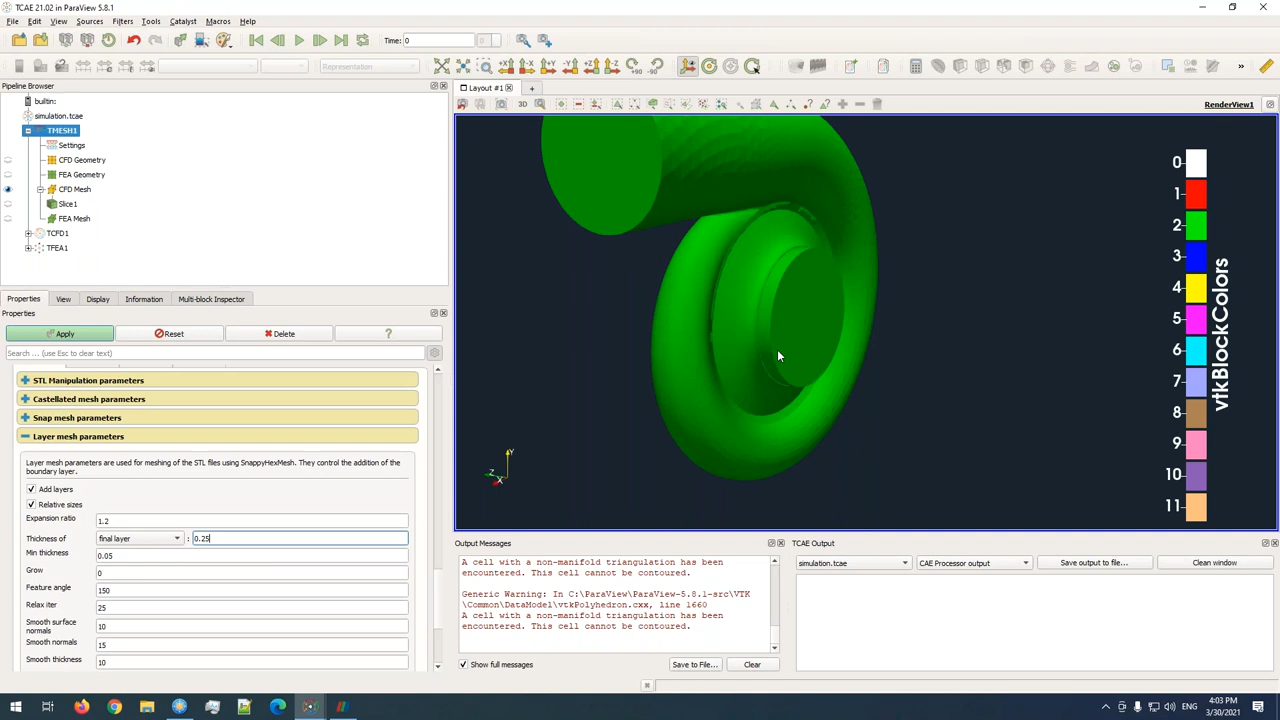 TCAE 21.02 in ParaView 5.8.1
File Edit View Sources Filters Tools Catalyst Macros Help
Time: 0 0
Representation
Pipeline Browser
Layout #1
RenderView1
3D
builtin:
simulation.tcae
TMESH1
Settings
CFD Geometry
FEA Geometry
CFD Mesh
Slice1
FEA Mesh
TCFD1
TFEA1
Properties View Display Information Multi-block Inspector
Properties
Apply Reset Delete ?
Search ... (use Esc to clear text)
STL Manipulation parameters
Castellated mesh parameters
Snap mesh parameters
Layer mesh parameters
Layer mesh parameters are used for meshing of the STL files using SnappyHexMesh. They control the addition of the
boundary layer.
Add layers
Relative sizes
Expansion ratio 1.2
Thickness of final layer : 0.25
Min thickness 0.05
Grow 0
Feature angle 150
Relax iter 25
Smooth surface
normals 10
Smooth normals 15
Smooth thickness 10
Y
Z
X
0
1
2
3
4
5
6
7
8
9
10
11
vtkBlockColors
Output Messages
A cell with a non-manifold triangulation has been
encountered. This cell cannot be contoured.
Generic Warning: In C:\ParaView\ParaView-5.8.1-src\VTK
\Common\DataModel\vtkPolyhedron.cxx, line 1660
A cell with a non-manifold triangulation has been
encountered. This cell cannot be contoured.
Show full messages Save to File... Clear
TCAE Output
simulation.tcae CAE Processor output Save output to file... Clean window
ENG 4:03 PM
3/30/2021